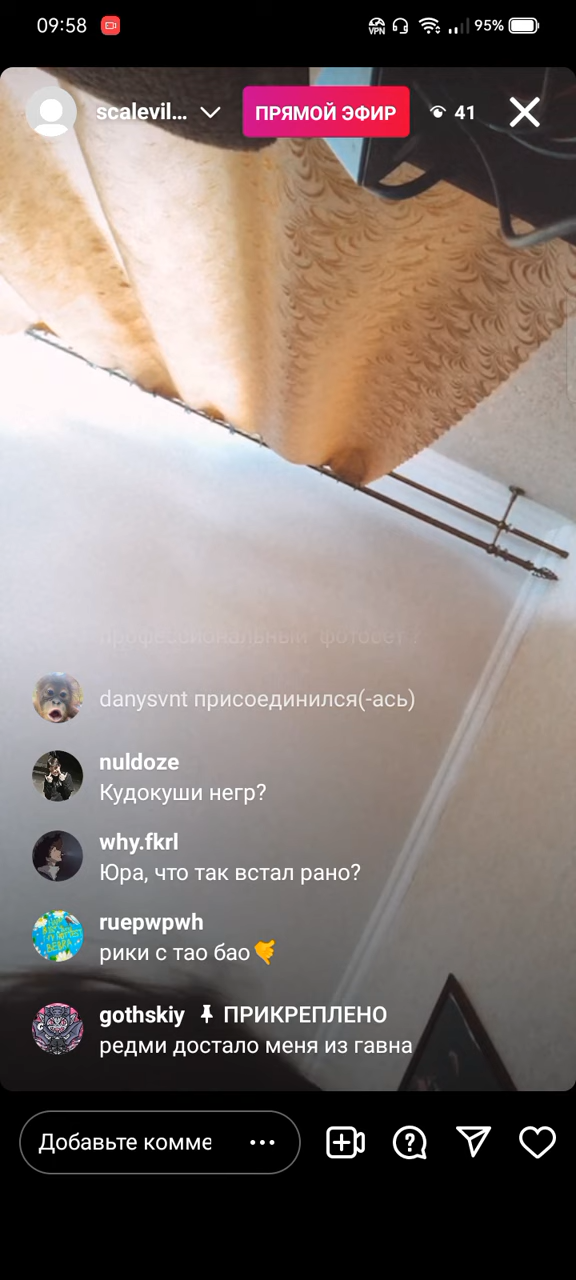 09:58
VPN
95%
scalevil...
ПРЯМОЙ ЭФИР
41
профессиональный фотосет?
danysvnt присоединился(-ась)
nuldoze
Кудокуши негр?
why.fkrl
Юра, что так встал рано?
ruepwpwh
рики с тао бао🤙
gothskiy ПРИКРЕПЛЕНО
редми достало меня из гавна
Добавьте комме